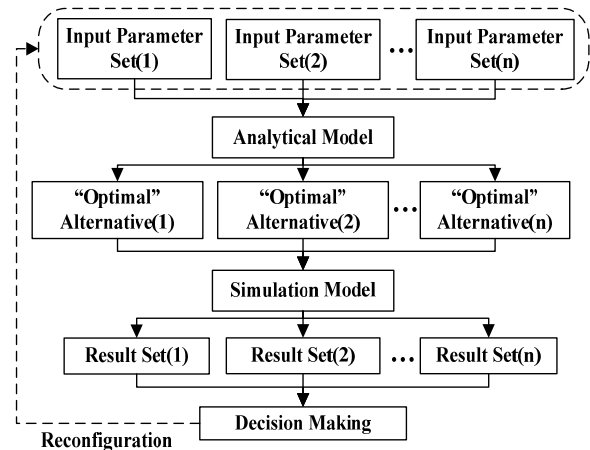 Input Parameter
Set(1)
Input Parameter
Set(2)
...
Input Parameter
Set(n)
Analytical Model
“Optimal”
Alternative(1)
“Optimal”
Alternative(2)
...
“Optimal”
Alternative(n)
Simulation Model
Result Set(1)
Result Set(2)
...
Result Set(n)
Decision Making
Reconfiguration